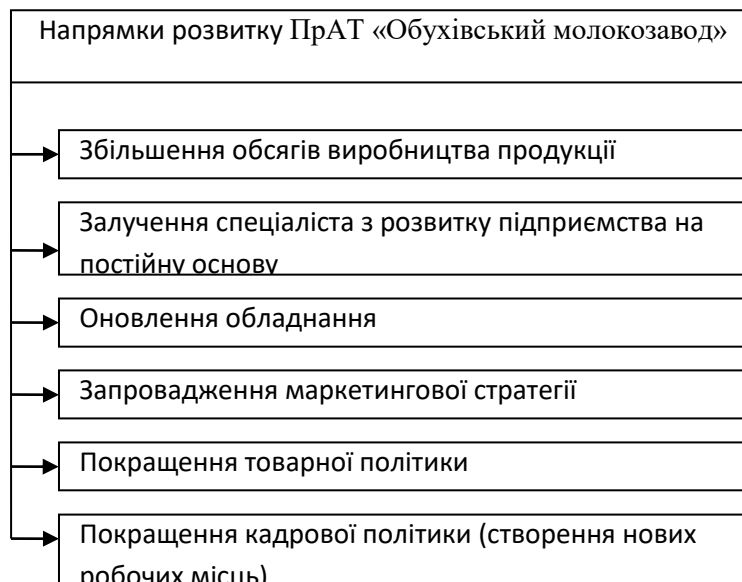 Напрямки розвитку ПрАТ «Обухівський молокозавод»
Збільшення обсягів виробництва продукції
Залучення спеціаліста з розвитку підприємства на
постійну основу
Оновлення обладнання
Запровадження маркетингової стратегії
Покращення товарної політики
Покращення кадрової політики (створення нових
робочих місць)